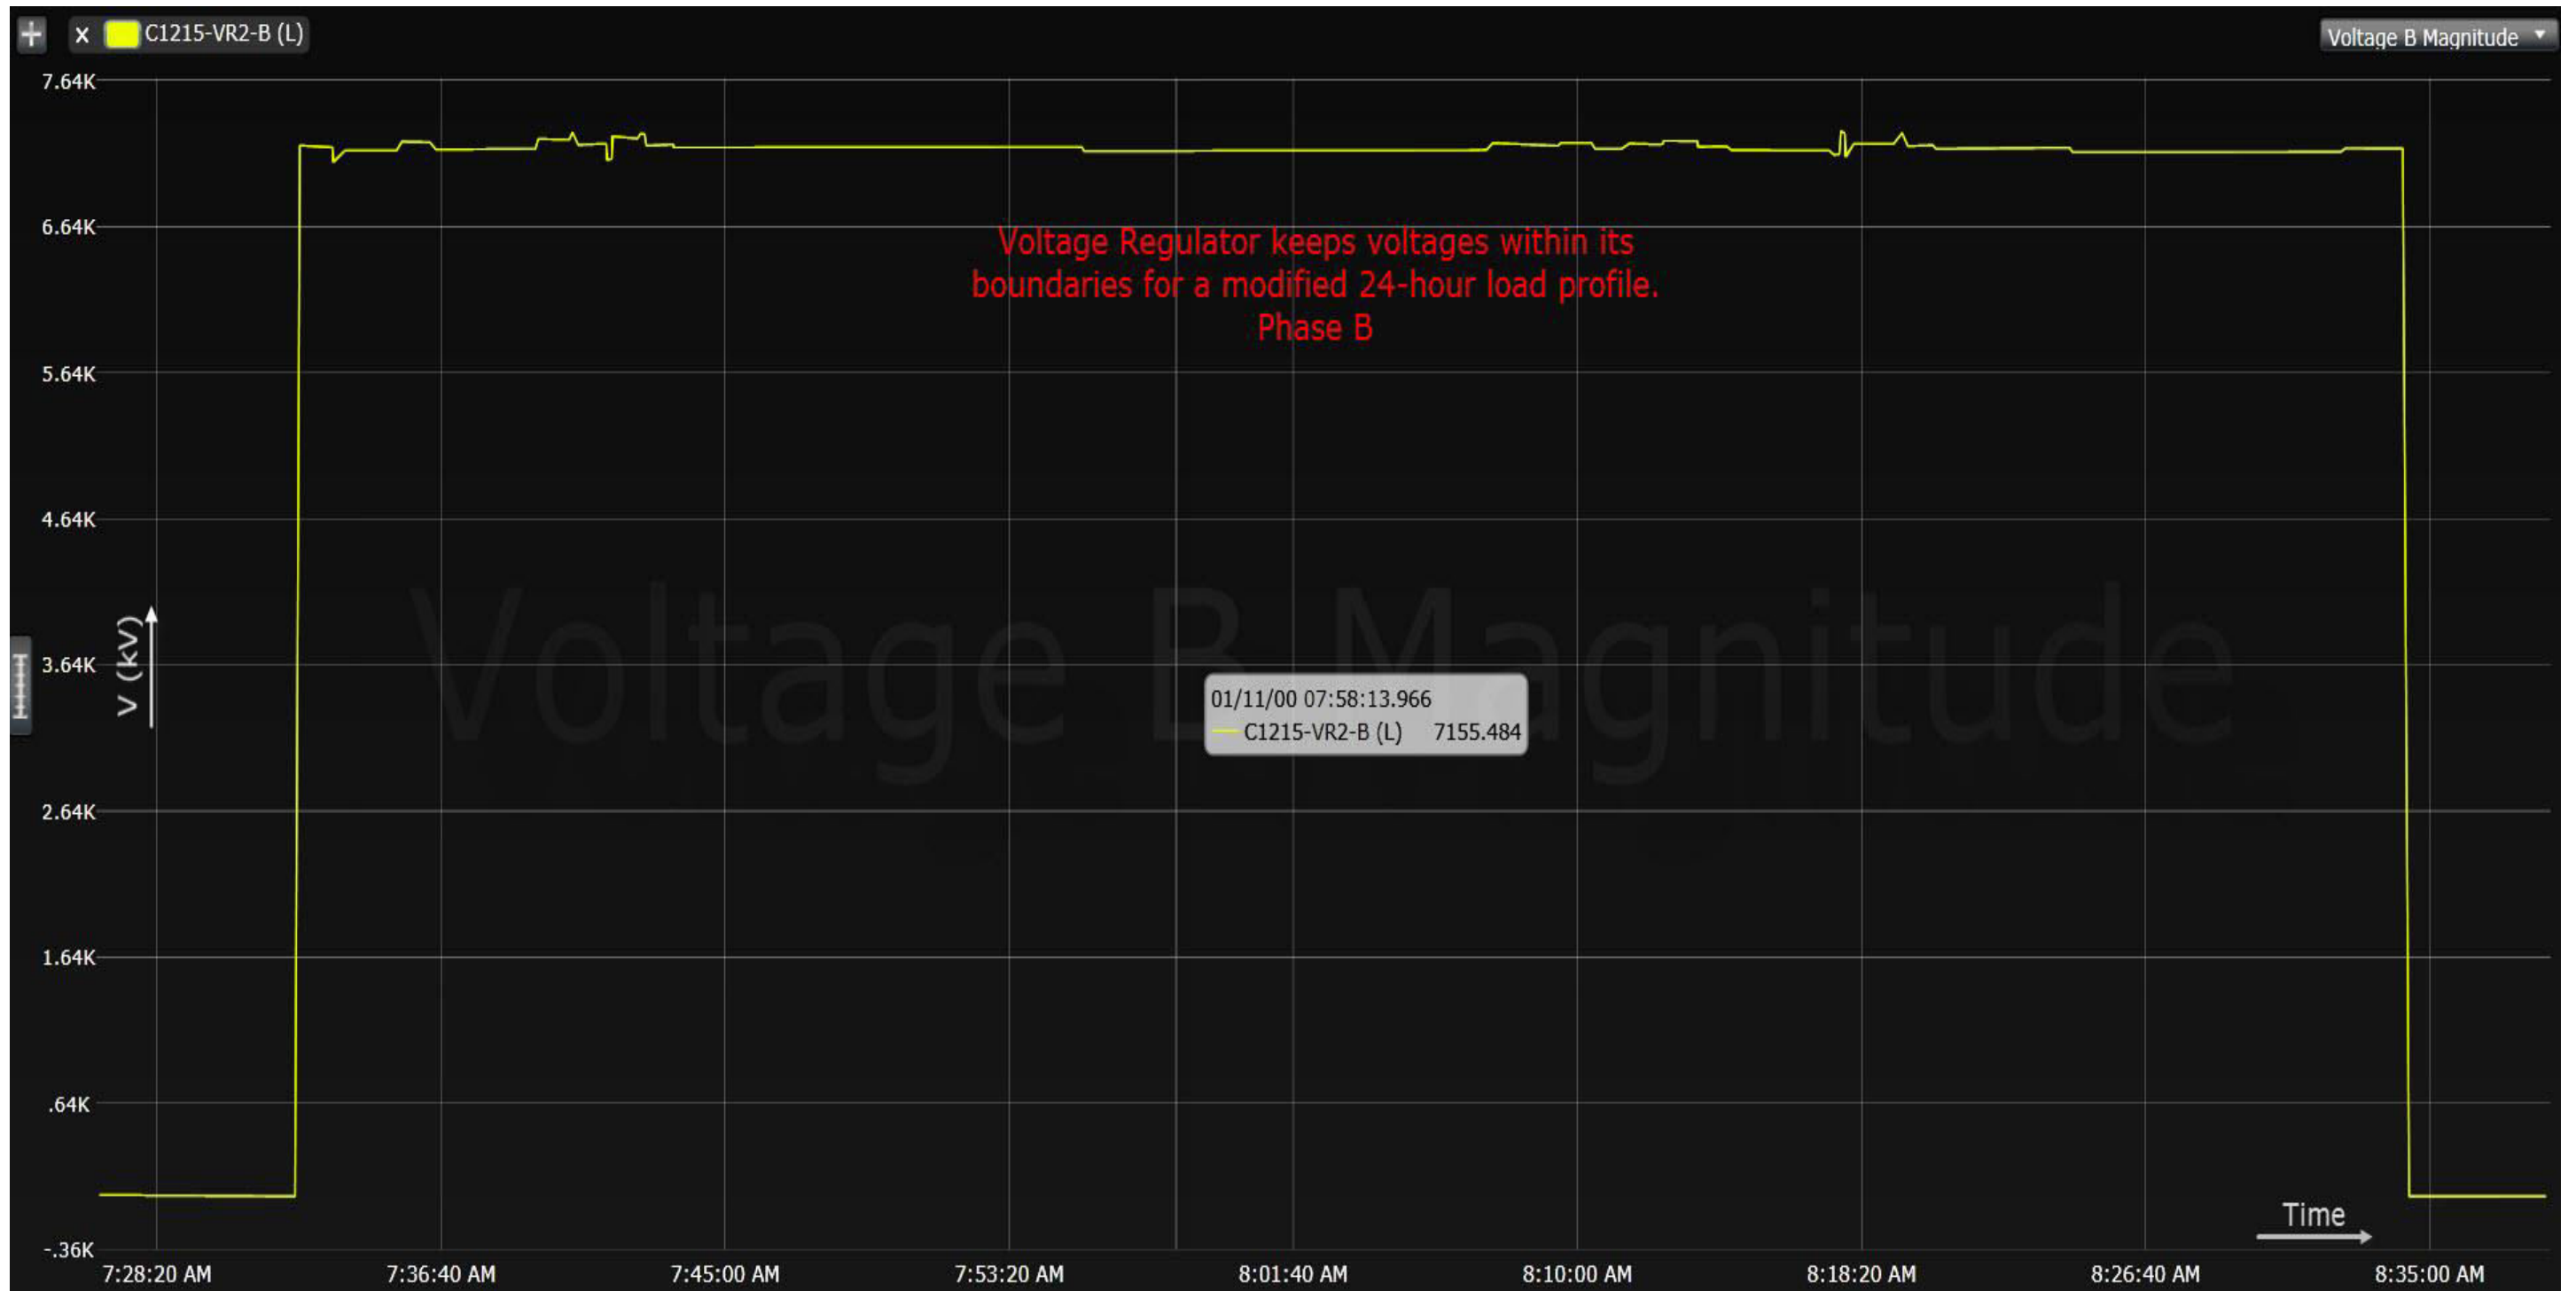 x C1215-VR2-B (L)
Voltage B Magnitude
7.64K
6.64K
Voltage Regulator keeps voltages within its
boundaries for a modified 24-hour load profile.
Phase B
5.64K
4.64K
V (kV)
Voltage B Magnitude
3.64K
01/11/00 07:58:13.966
C1215-VR2-B (L) 7155.484
2.64K
1.64K
.64K
Time
-.36K
7:28:20 AM 7:36:40 AM 7:45:00 AM 7:53:20 AM 8:01:40 AM 8:10:00 AM 8:18:20 AM 8:26:40 AM 8:35:00 AM